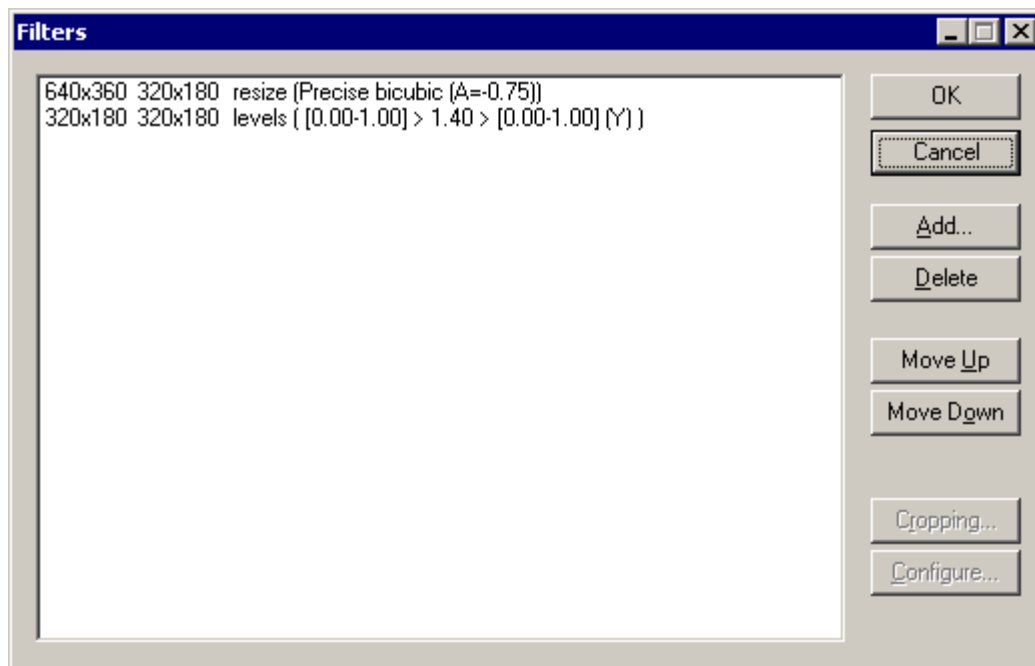 Filters
640x360 320x180 resize (Precise bicubic (A=-0.75))
320x180 320x180 levels ( [0.00-1.00] > 1.40 > [0.00-1.00] (Y) )
OK
Cancel
Add...
Delete
Move Up
Move Down
Cropping...
Configure...